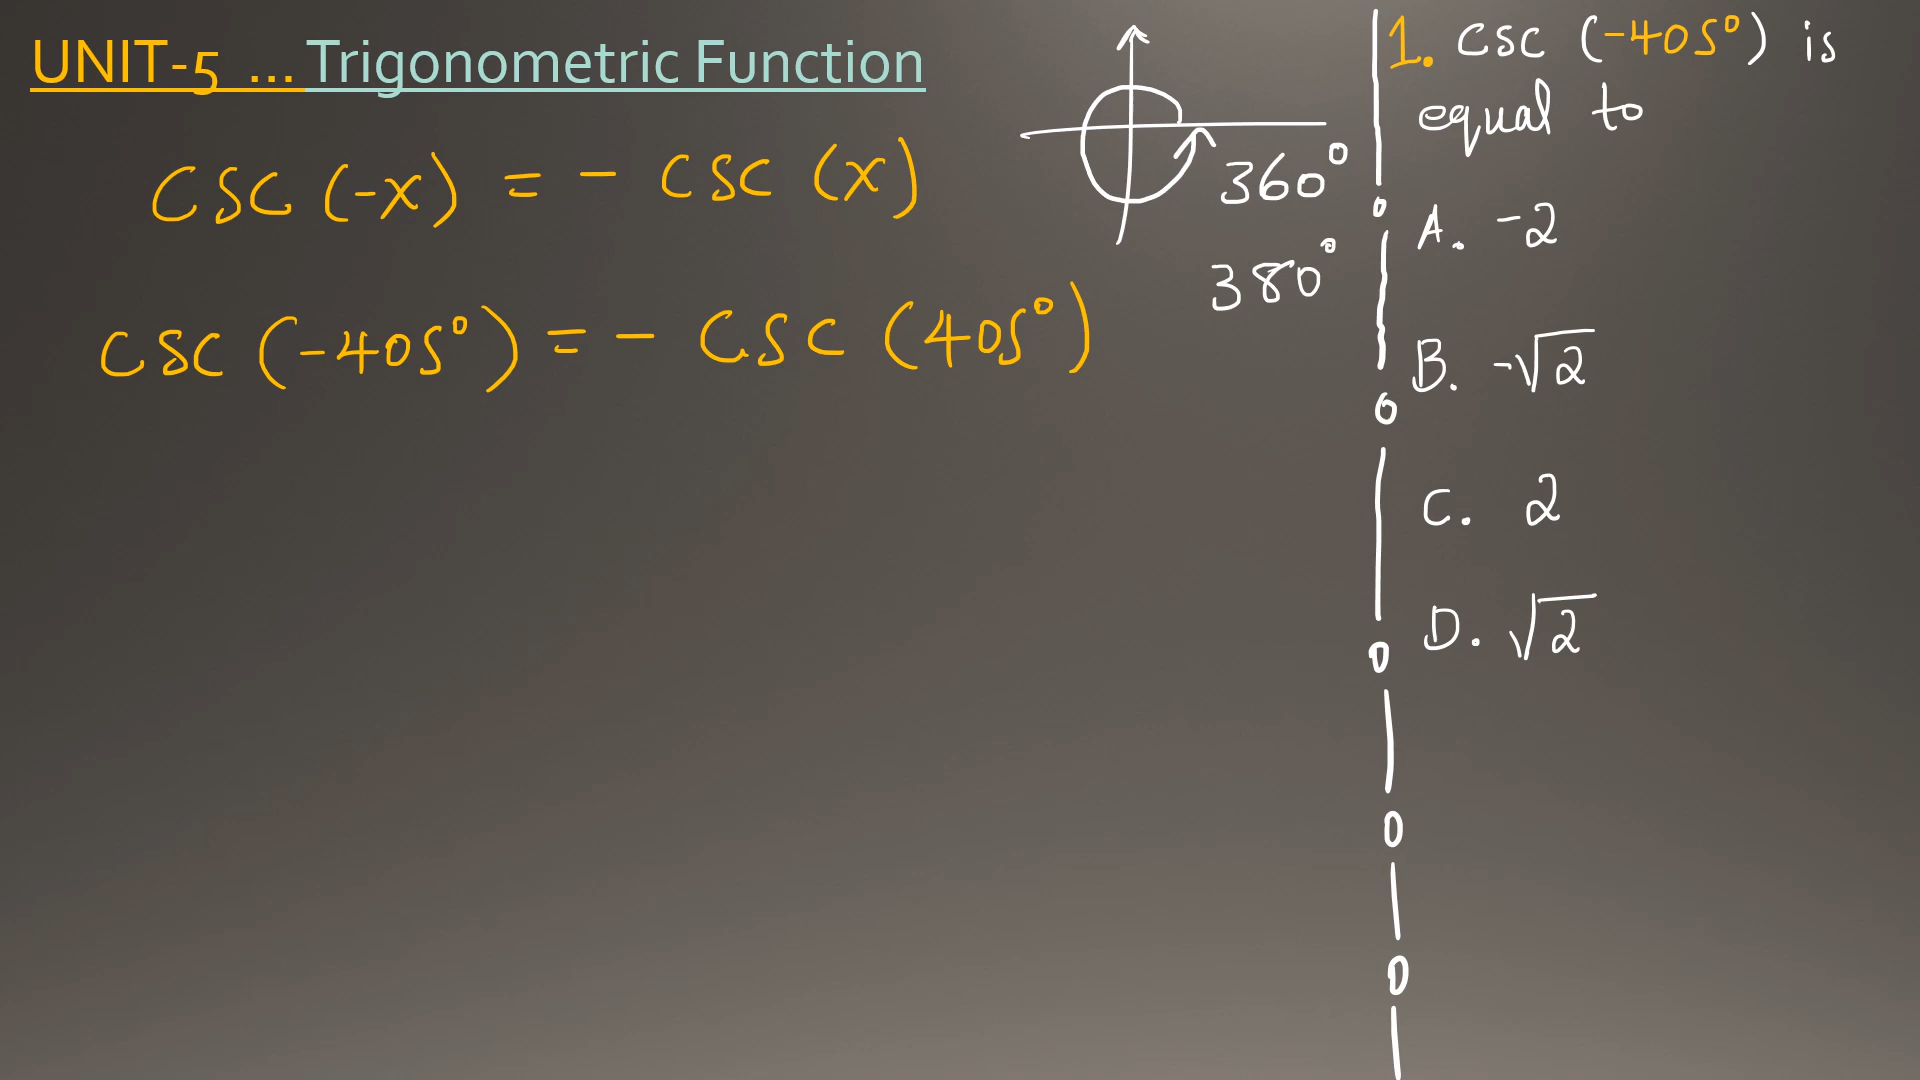 UNIT-5 ... Trigonometric Function
csc (-x) = - csc (x)
csc (-405°) = - csc (405°)
360°
380°
1. csc (-405°) is
equal to
A. -2
B. -√2
C. 2
D. √2